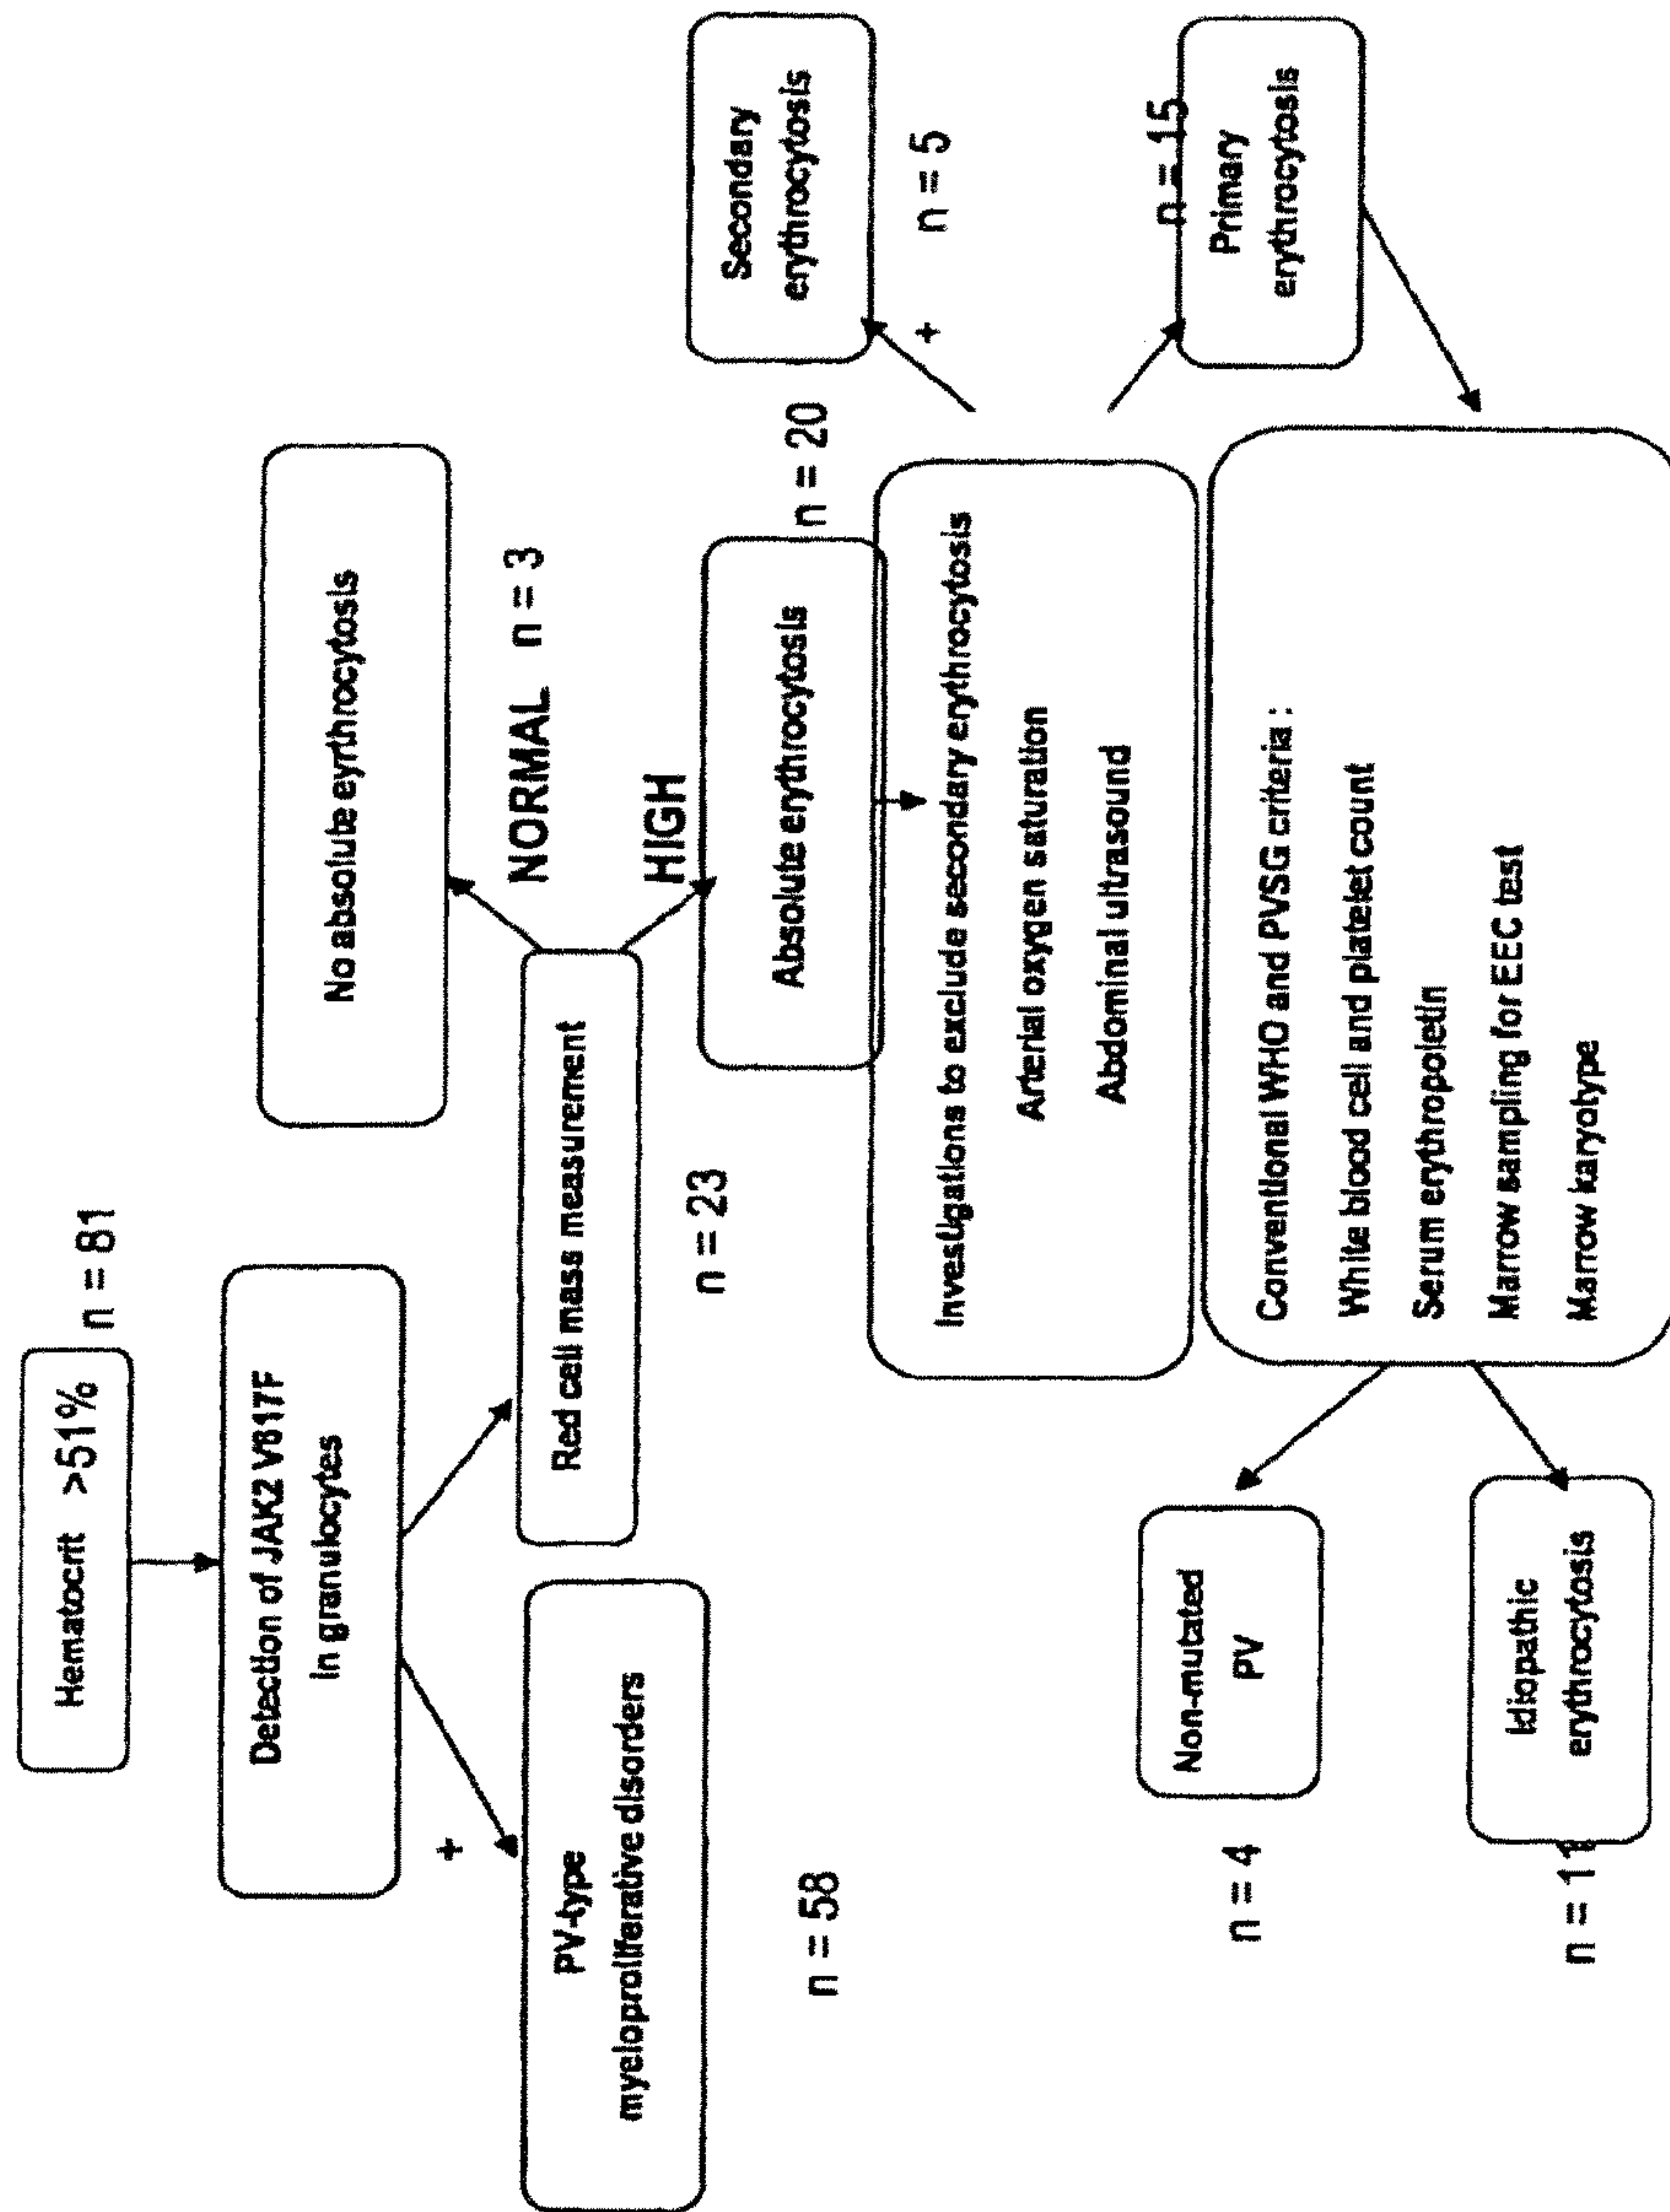 Hematocrit >51%
n = 81
Detection of JAK2 V617F
in granulocytes
+
PV-type
myeloproliferative disorders
n = 58
Red cell mass measurement
n = 23
No absolute eyrthrocytosis
NORMAL n = 3
HIGH
Absolute erythrocytosis
n = 20
Investigations to exclude secondary erythrocytosis
Arterial oxygen saturation
Abdominal ultrasound
+
Secondary
erythrocytosis
n = 5
n = 15
Primary
erythrocytosis
Conventional WHO and PVSG criteria :
White blood cell and platelet count
Serum erythropoletin
Marrow sampling for EEC test
Marrow karyotype
Non-mutated
PV
n = 4
Idiopathic
erythrocytosis
n = 11